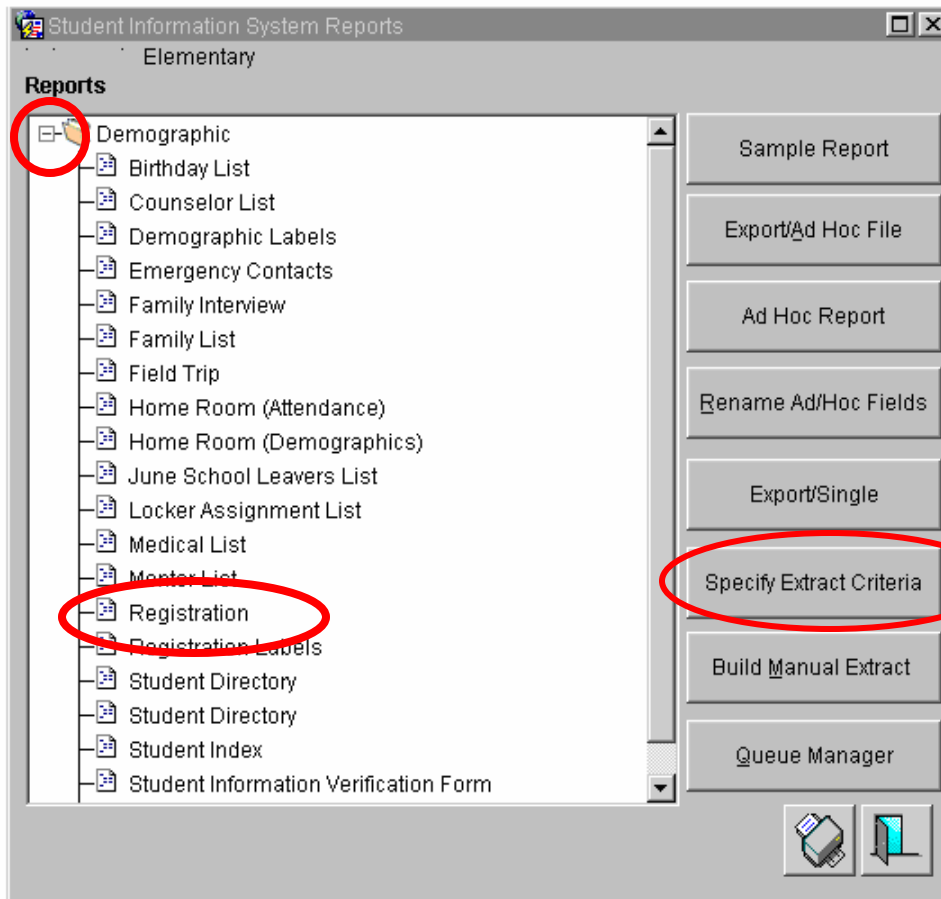 Student Information System Reports
Elementary
Reports
Demographic
Birthday List
Counselor List
Demographic Labels
Emergency Contacts
Family Interview
Family List
Field Trip
Home Room (Attendance)
Home Room (Demographics)
June School Leavers List
Locker Assignment List
Medical List
Mentor List
Registration
Registration Labels
Student Directory
Student Directory
Student Index
Student Information Verification Form
Sample Report
Export/Ad Hoc File
Ad Hoc Report
Rename Ad/Hoc Fields
Export/Single
Specify Extract Criteria
Build Manual Extract
Queue Manager